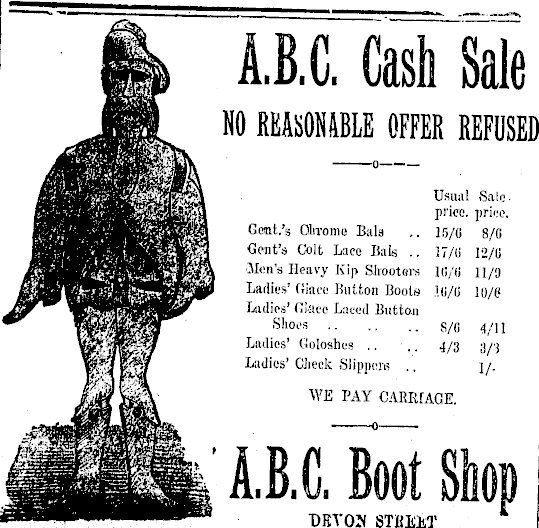 A.B.C. Cash Sale
NO REASONABLE OFFER REFUSED
Usual Sale
price. price.
Gent.'s Chrome Bals .. 15/6 8/6
Gent's Colt Lace Bals .. 17/6 12/6
Men's Heavy Kip Shooters 16/6 11/9
Ladies' Glace Button Boots 16/6 10/6
Ladies' Glace Laced Button
Shoes .. .. .. 8/6 4/11
Ladies' Goloshes .. .. 4/3 3/3
Ladies' Check Slippers .. 1/-
WE PAY CARRIAGE.
A.B.C. Boot Shop
DEVON STREET